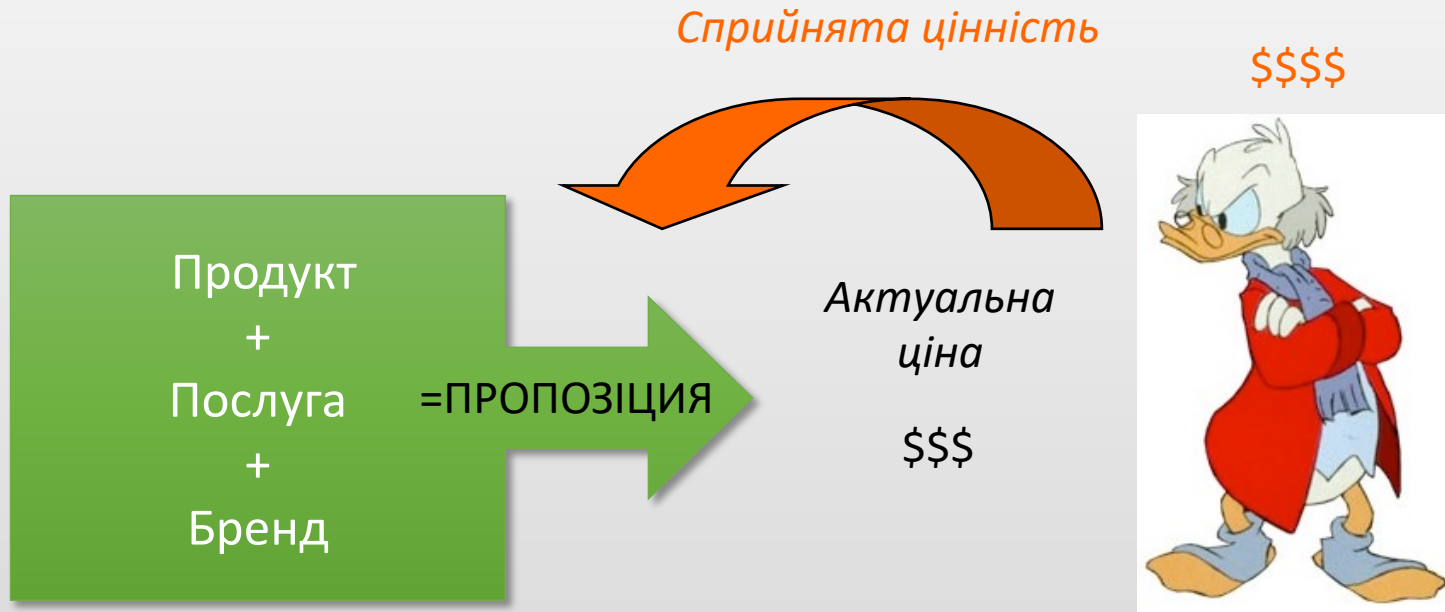 Сприйнята цінність
$$$$
Продукт
+
Послуга
+
Бренд
=ПРОПОЗІЦИЯ
Актуальна
ціна
$$$